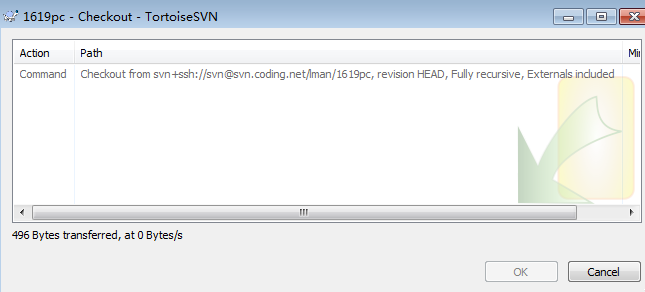 1619pc - Checkout - TortoiseSVN
Action Path Mi
Command Checkout from svn+ssh://svn@svn.coding.net/lman/1619pc, revision HEAD, Fully recursive, Externals included
496 Bytes transferred, at 0 Bytes/s
OK Cancel